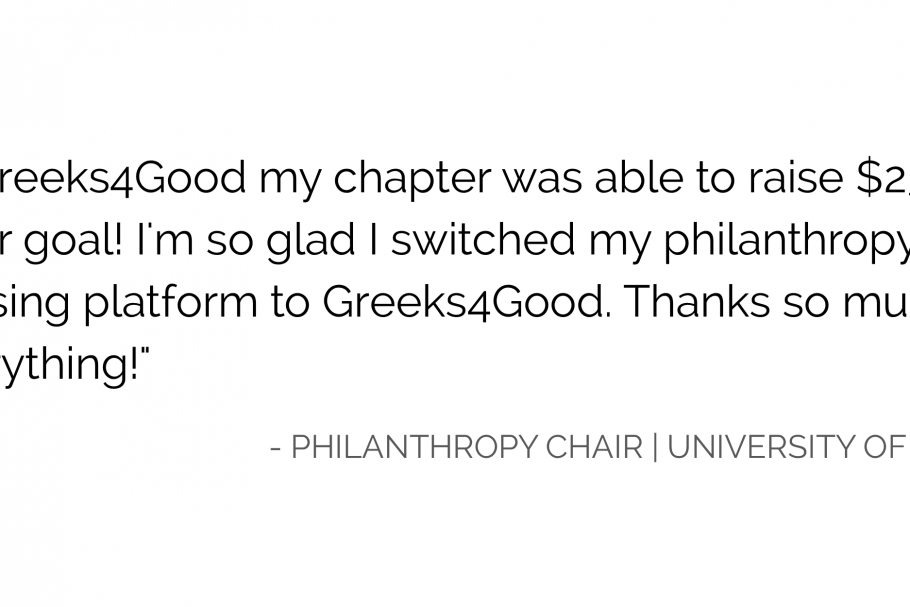 reeks4Good my chapter was able to raise $2
r goal! I'm so glad I switched my philanthropy
sing platform to Greeks4Good. Thanks so mu
ything!"
- PHILANTHROPY CHAIR | UNIVERSITY OF